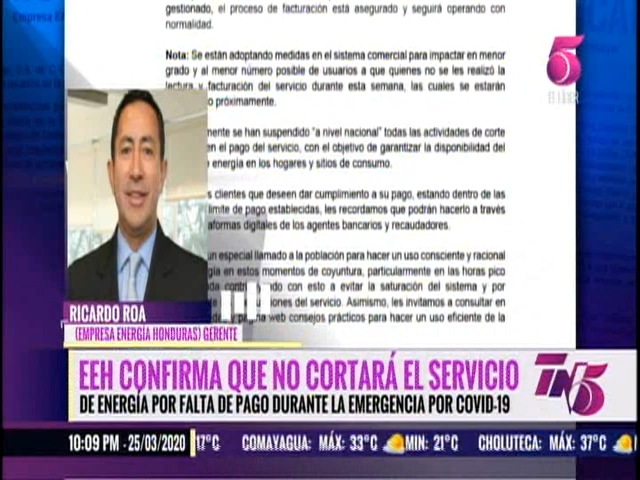 gestionado, el proceso de facturación está asegurado y seguirá operando con
normalidad.
Nota: Se están adoptando medidas en el sistema comercial para impactar en menor
grado y al menor número posible de usuarios a que quienes no se les realizó la
lectura y facturación del servicio durante esta semana, las cuales se estarán
próximamente.
se han suspendido "a nivel nacional" todas las actividades de corte
en el pago del servicio, con el objetivo de garantizar la disponibilidad del
energía en los hogares y sitios de consumo.
clientes que deseen dar cumplimiento a su pago, estando dentro de las
límite de pago establecidas, les recordamos que podrán hacerlo a través
digitales de los agentes bancarios y recaudadores.
un especial llamado a la población para hacer un uso consciente y racional
en estos momentos de coyuntura, particularmente en las horas pico
con esto a evitar la saturación del sistema y por
del servicio. Asimismo, les invitamos a consultar en
web consejos prácticos para hacer un uso eficiente de la
5
RICARDO ROA
(EMPRESA ENERGÍA HONDURAS) GERENTE
EEH CONFIRMA QUE NO CORTARÁ EL SERVICIO
DE ENERGÍA POR FALTA DE PAGO DURANTE LA EMERGENCIA POR COVID-19
TN5
10:09 PM - 25/03/2020 17°C COMAYAGUA: MÁX: 33°C MIN: 21°C CHOLUTECA: MÁX: 37°C